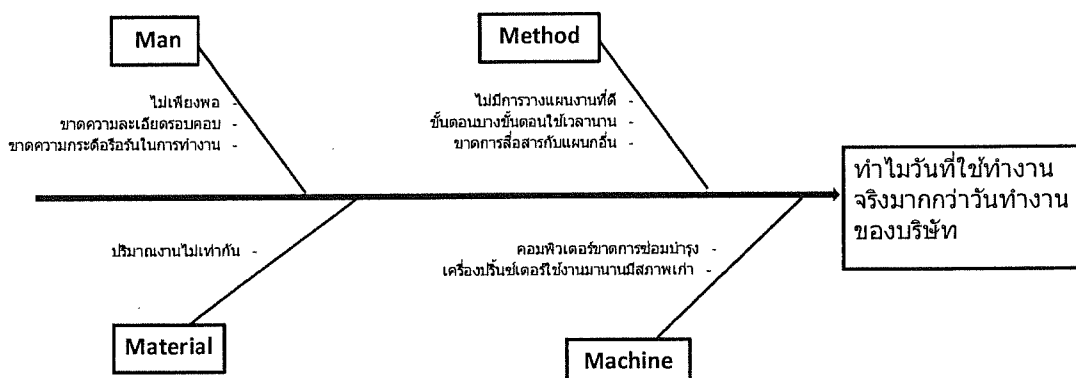 Man
Method
ไม่เพียงพอ -
ขาดความละเอียดรอบคอบ -
ขาดความกระตือรือร้นในการทำงาน -
ไม่มีการวางแผนงานที่ดี -
ขั้นตอนบางขั้นตอนใช้เวลานาน -
ขาดการสื่อสารกับแผนกอื่น -
ทำไมวันที่ใช้ทำงาน
จริงมากกว่าวันทำงาน
ของบริษัท
ปริมาณงานไม่เท่ากัน -
คอมพิวเตอร์ขาดการซ่อมบำรุง -
เครื่องปริ้นซ์เตอร์ใช้งานมานานมีสภาพเก่า -
Material
Machine